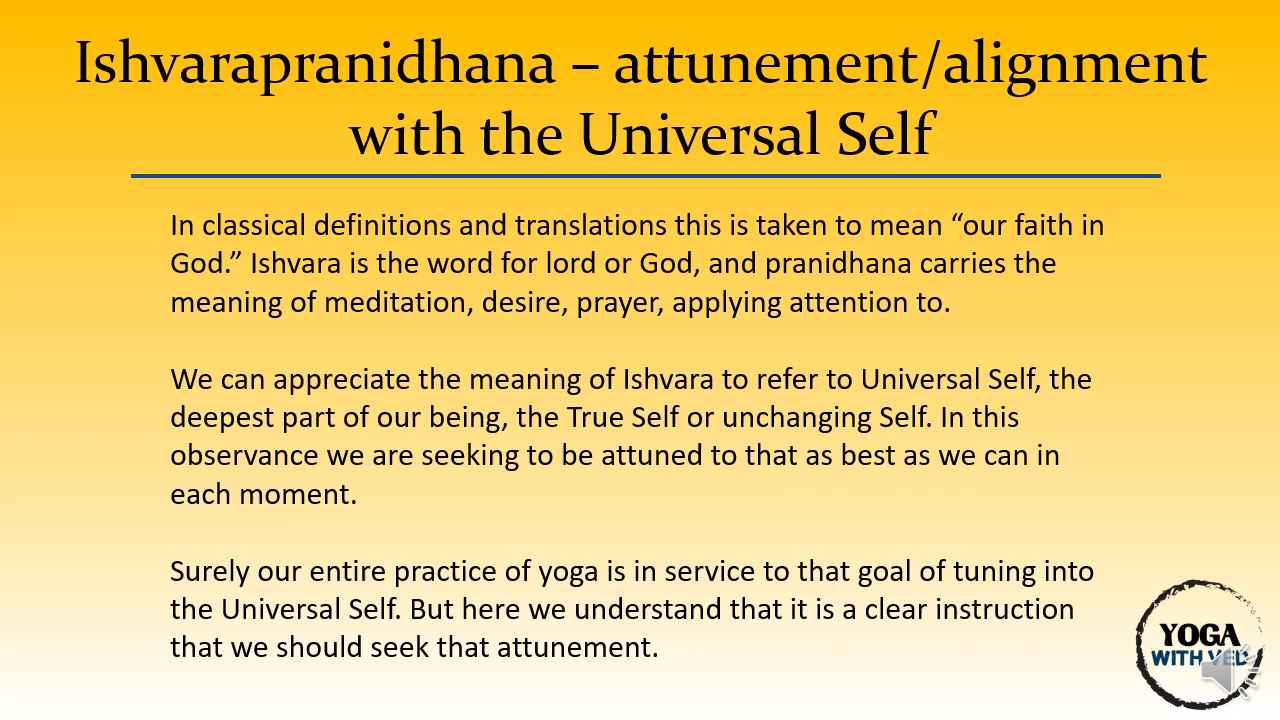 Ishvarapranidhana – attunement/alignment
with the Universal Self
In classical definitions and translations this is taken to mean “our faith in
God.” Ishvara is the word for lord or God, and pranidhana carries the
meaning of meditation, desire, prayer, applying attention to.
We can appreciate the meaning of Ishvara to refer to Universal Self, the
deepest part of our being, the True Self or unchanging Self. In this
observance we are seeking to be attuned to that as best as we can in
each moment.
Surely our entire practice of yoga is in service to that goal of tuning into
the Universal Self. But here we understand that it is a clear instruction
that we should seek that attunement.
YOGA
WITH VED